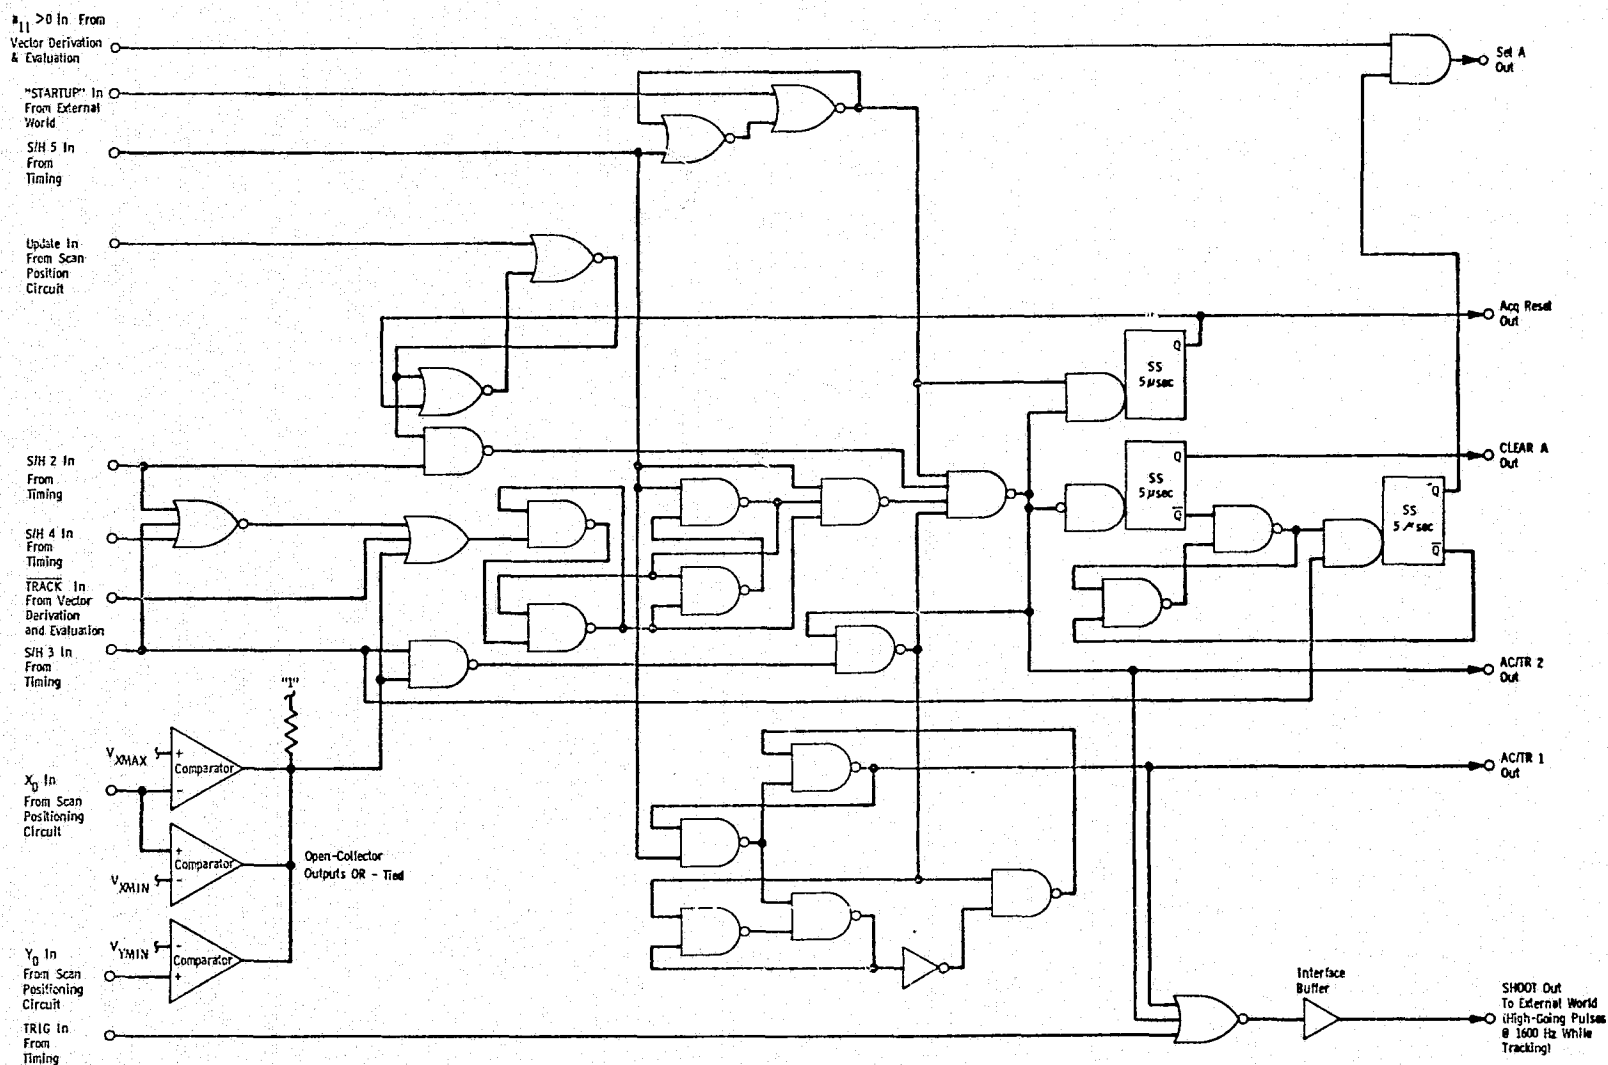 a11 >0 In From
Vector Derivation
& Evaluation
"STARTUP" In
From External
World
S/H 5 In
From
Timing
Update In
From Scan
Position
Circuit
S/H 2 In
From
Timing
S/H 4 In
From
Timing
TRACK In
From Vector
Derivation
and Evaluation
S/H 3 In
From
Timing
"1"
VXMAX
+
Comparator
-
X0 In
From Scan
Positioning
Circuit
+
Comparator
-
VXMIN
Open-Collector
Outputs OR - Tied
VYMIN
-
Comparator
+
Y0 In
From Scan
Positioning
Circuit
TRIG In
From
Timing
Set A
Out
Acq Reset
Out
Q
SS
5 μsec
CLEAR A
Out
Q
SS
5 μsec
Q
Q
SS
5 μsec
Q
AC/TR 2
Out
AC/TR 1
Out
Interface
Buffer
SHOOT Out
To External World
(High-Going Pulses
@ 1600 Hz While
Tracking)